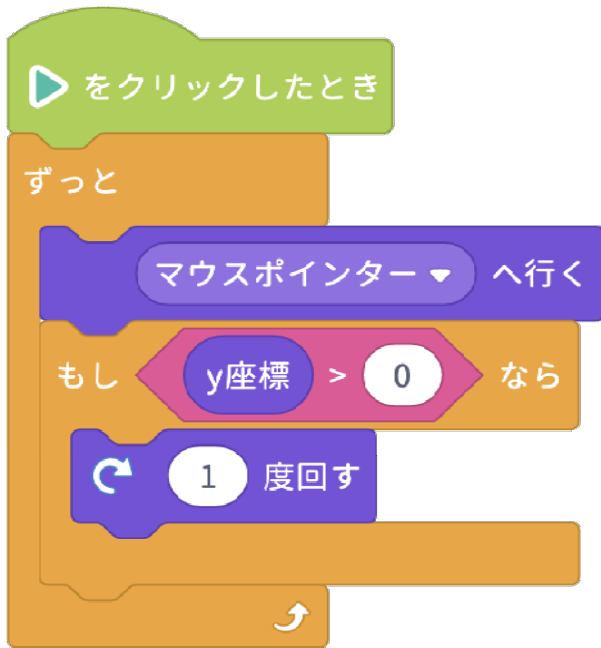 をクリックしたとき
ずっと
マウスポインター へ行く
もし y座標 > 0 なら
1 度回す